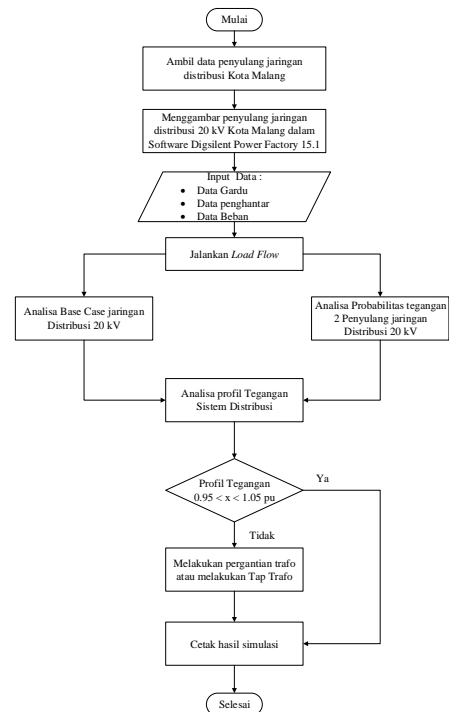 Mulai
Ambil data penyulang jaringan
distribusi Kota Malang
Menggambar penyulang jaringan
distribusi 20 kV Kota Malang dalam
Software Digsilent Power Factory 15.1
Input Data :
• Data Gardu
• Data penghantar
• Data Beban
Jalankan Load Flow
Analisa Base Case jaringan
Distribusi 20 kV
Analisa Probabilitas tegangan
2 Penyulang jaringan
Distribusi 20 kV
Analisa profil Tegangan
Sistem Distribusi
Profil Tegangan
0.95 < x < 1.05 pu
Ya
Tidak
Melakukan pergantian trafo
atau melakukan Tap Trafo
Cetak hasil simulasi
Selesai